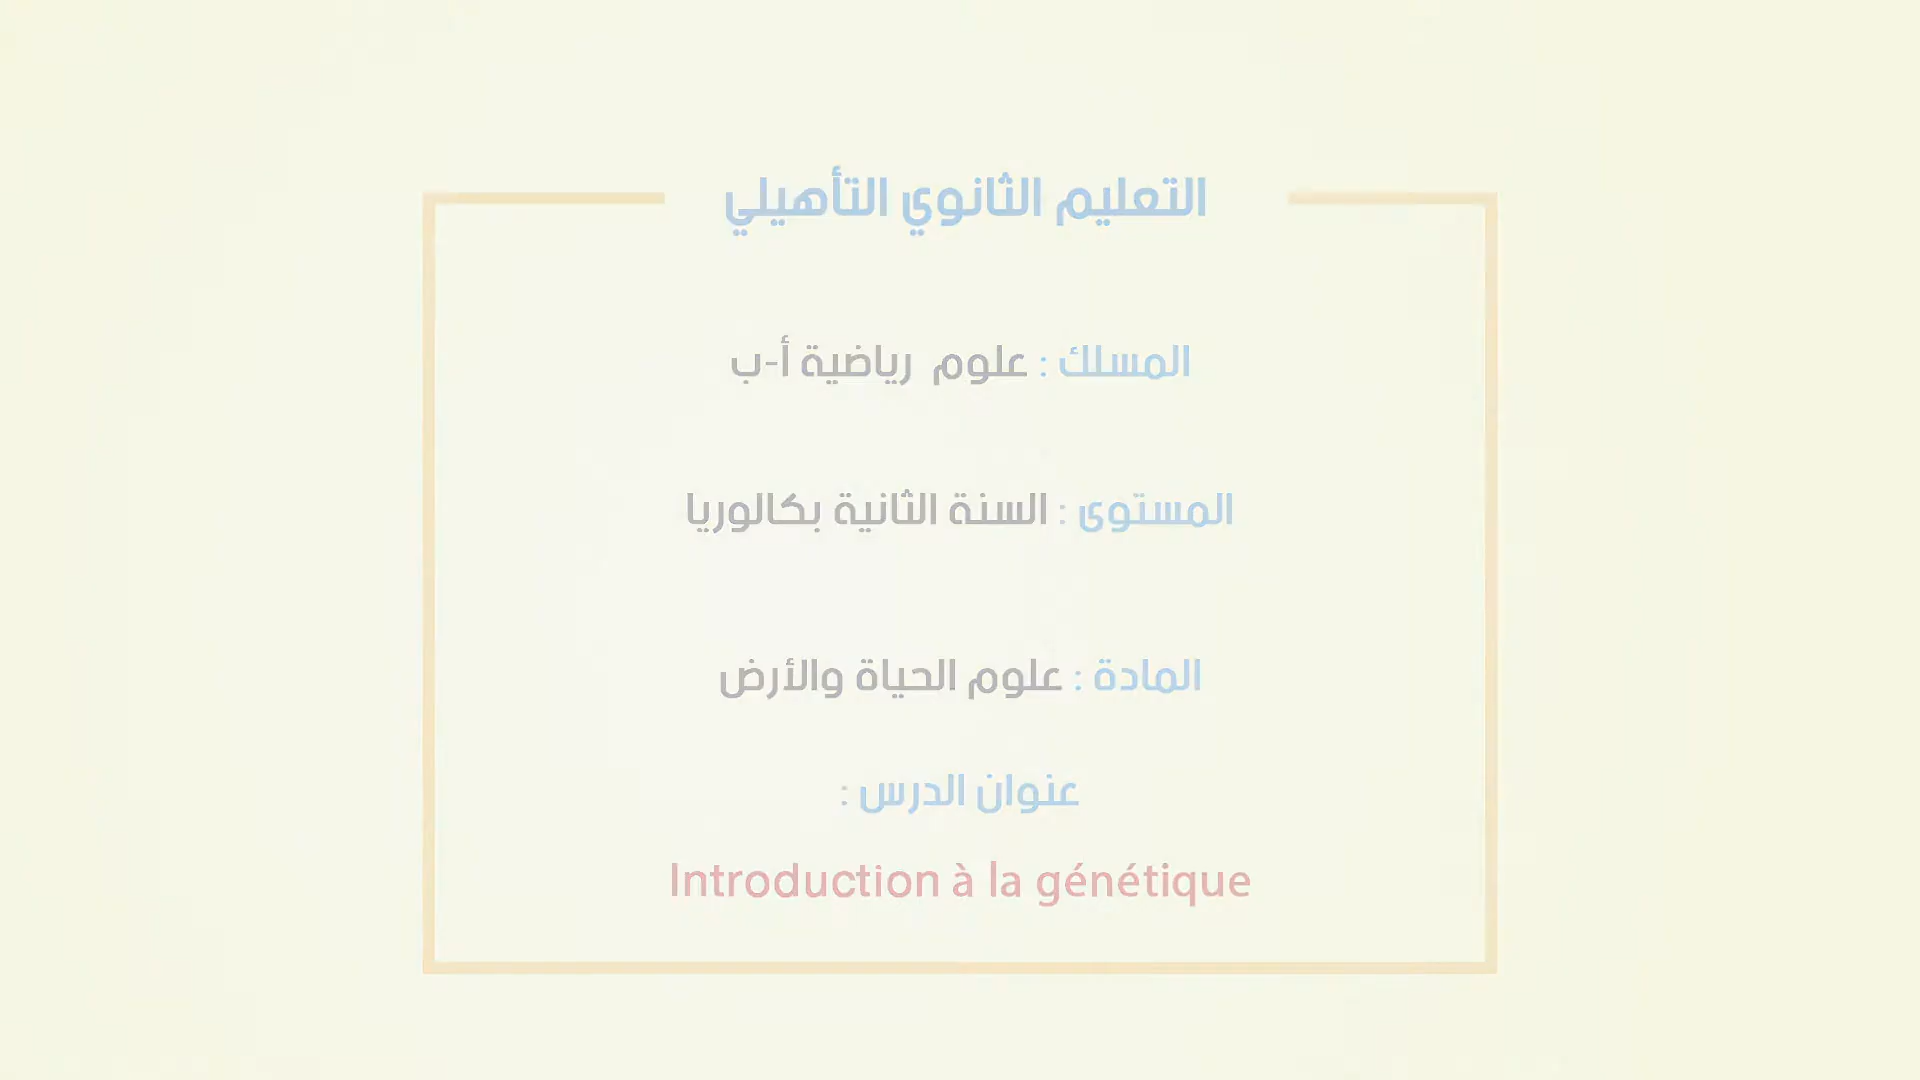 التعليم الثانوي التأهيلي
المسلك : علوم رياضية أ-ب
المستوى : السنة الثانية بكالوريا
المادة : علوم الحياة والأرض
عنوان الدرس :
Introduction à la génétique